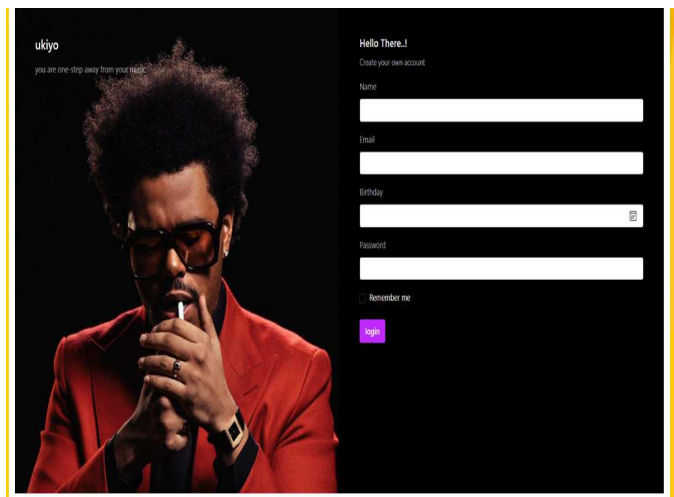 ukiyo
you are one-step away from your music
Hello There..!
Create your own account
Name
Email
Birthday
Password
Remember me
login